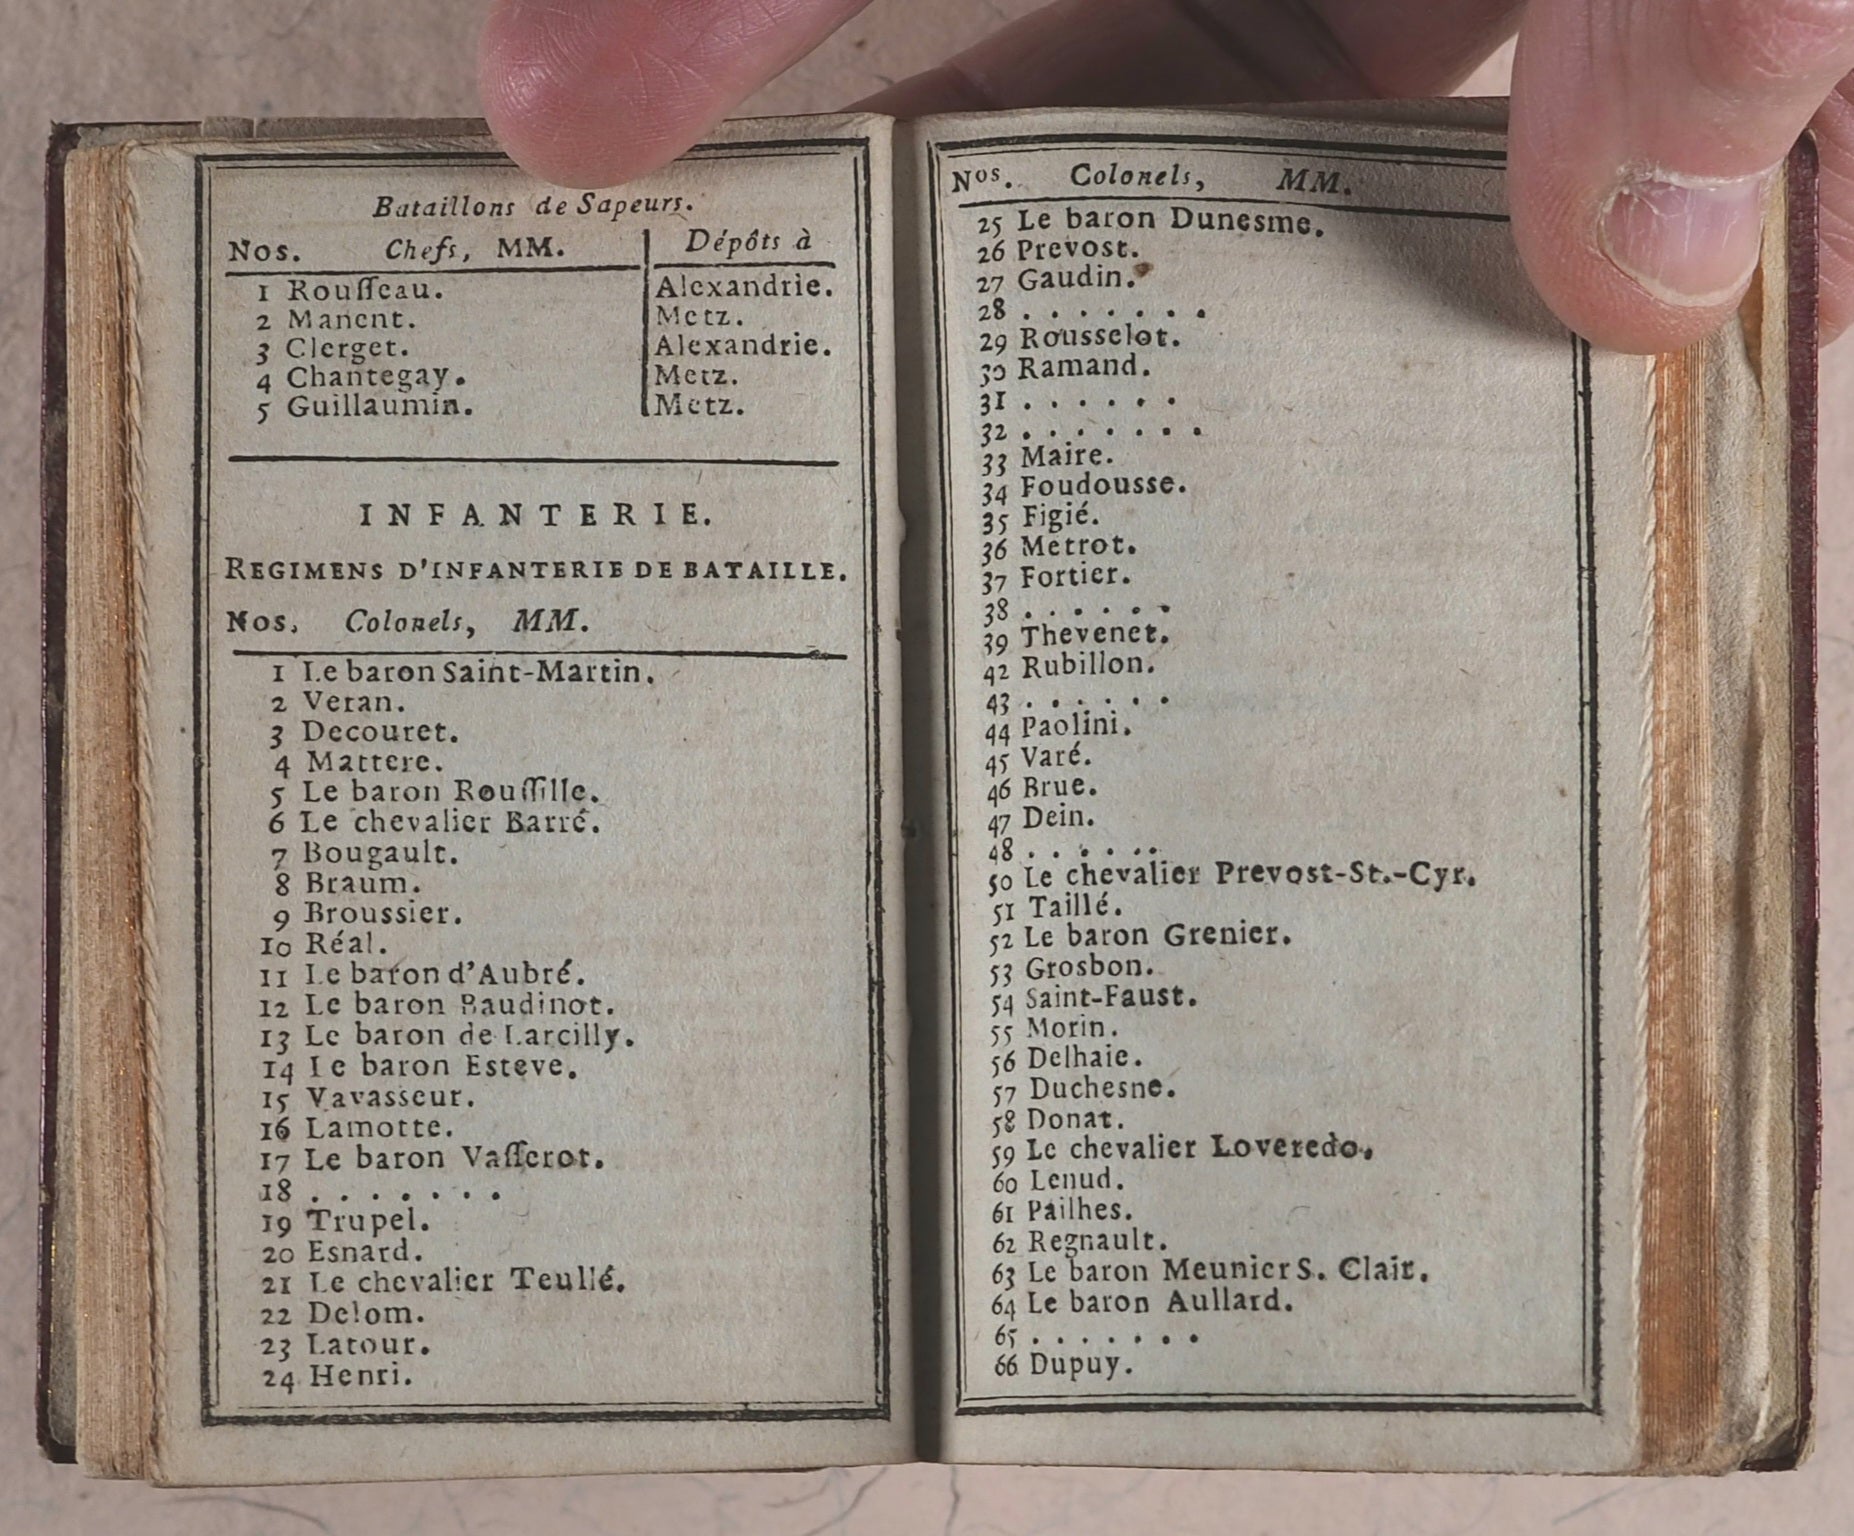 Bataillons de Sapeurs.
Nos. Chefs, MM. Dépôts à
1 Rouſſeau. Alexandrie.
2 Manent. Metz.
3 Clerget. Alexandrie.
4 Chantegay. Metz.
5 Guillaumin. Metz.
INFANTERIE.
REGIMENS D'INFANTERIE DE BATAILLE.
Nos. Colonels, MM.
1 Le baron Saint-Martin.
2 Veran.
3 Decouret.
4 Mattere.
5 Le baron Rouſſille.
6 Le chevalier Barré.
7 Bougault.
8 Braum.
9 Broussier.
10 Réal.
11 Le baron d'Aubré.
12 Le baron Baudinot.
13 Le baron de Larcilly.
14 Le baron Esteve.
15 Vavasseur.
16 Lamotte.
17 Le baron Vaſſerot.
18 . . . . . . .
19 Trupel.
20 Esnard.
21 Le chevalier Teullé.
22 Delom.
23 Latour.
24 Henri.
Nos. Colonels, MM.
25 Le baron Dunesme.
26 Prevost.
27 Gaudin.
28 . . . . . . .
29 Rousselot.
30 Ramand.
31 . . . . . .
32 . . . . . . .
33 Maire.
34 Foudousse.
35 Figié.
36 Metrot.
37 Fortier.
38 . . . . . .
39 Thevenet.
42 Rubillon.
43 . . . . . .
44 Paolini.
45 Varé.
46 Brue.
47 Dein.
48 . . . . . .
50 Le chevalier Prevost-St.-Cyr.
51 Taillé.
52 Le baron Grenier.
53 Grosbon.
54 Saint-Faust.
55 Morin.
56 Delhaie.
57 Duchesne.
58 Donat.
59 Le chevalier Loveredo.
60 Lenud.
61 Pailhes.
62 Regnault.
63 Le baron Meunier S. Clair.
64 Le baron Aullard.
65 . . . . . . .
66 Dupuy.